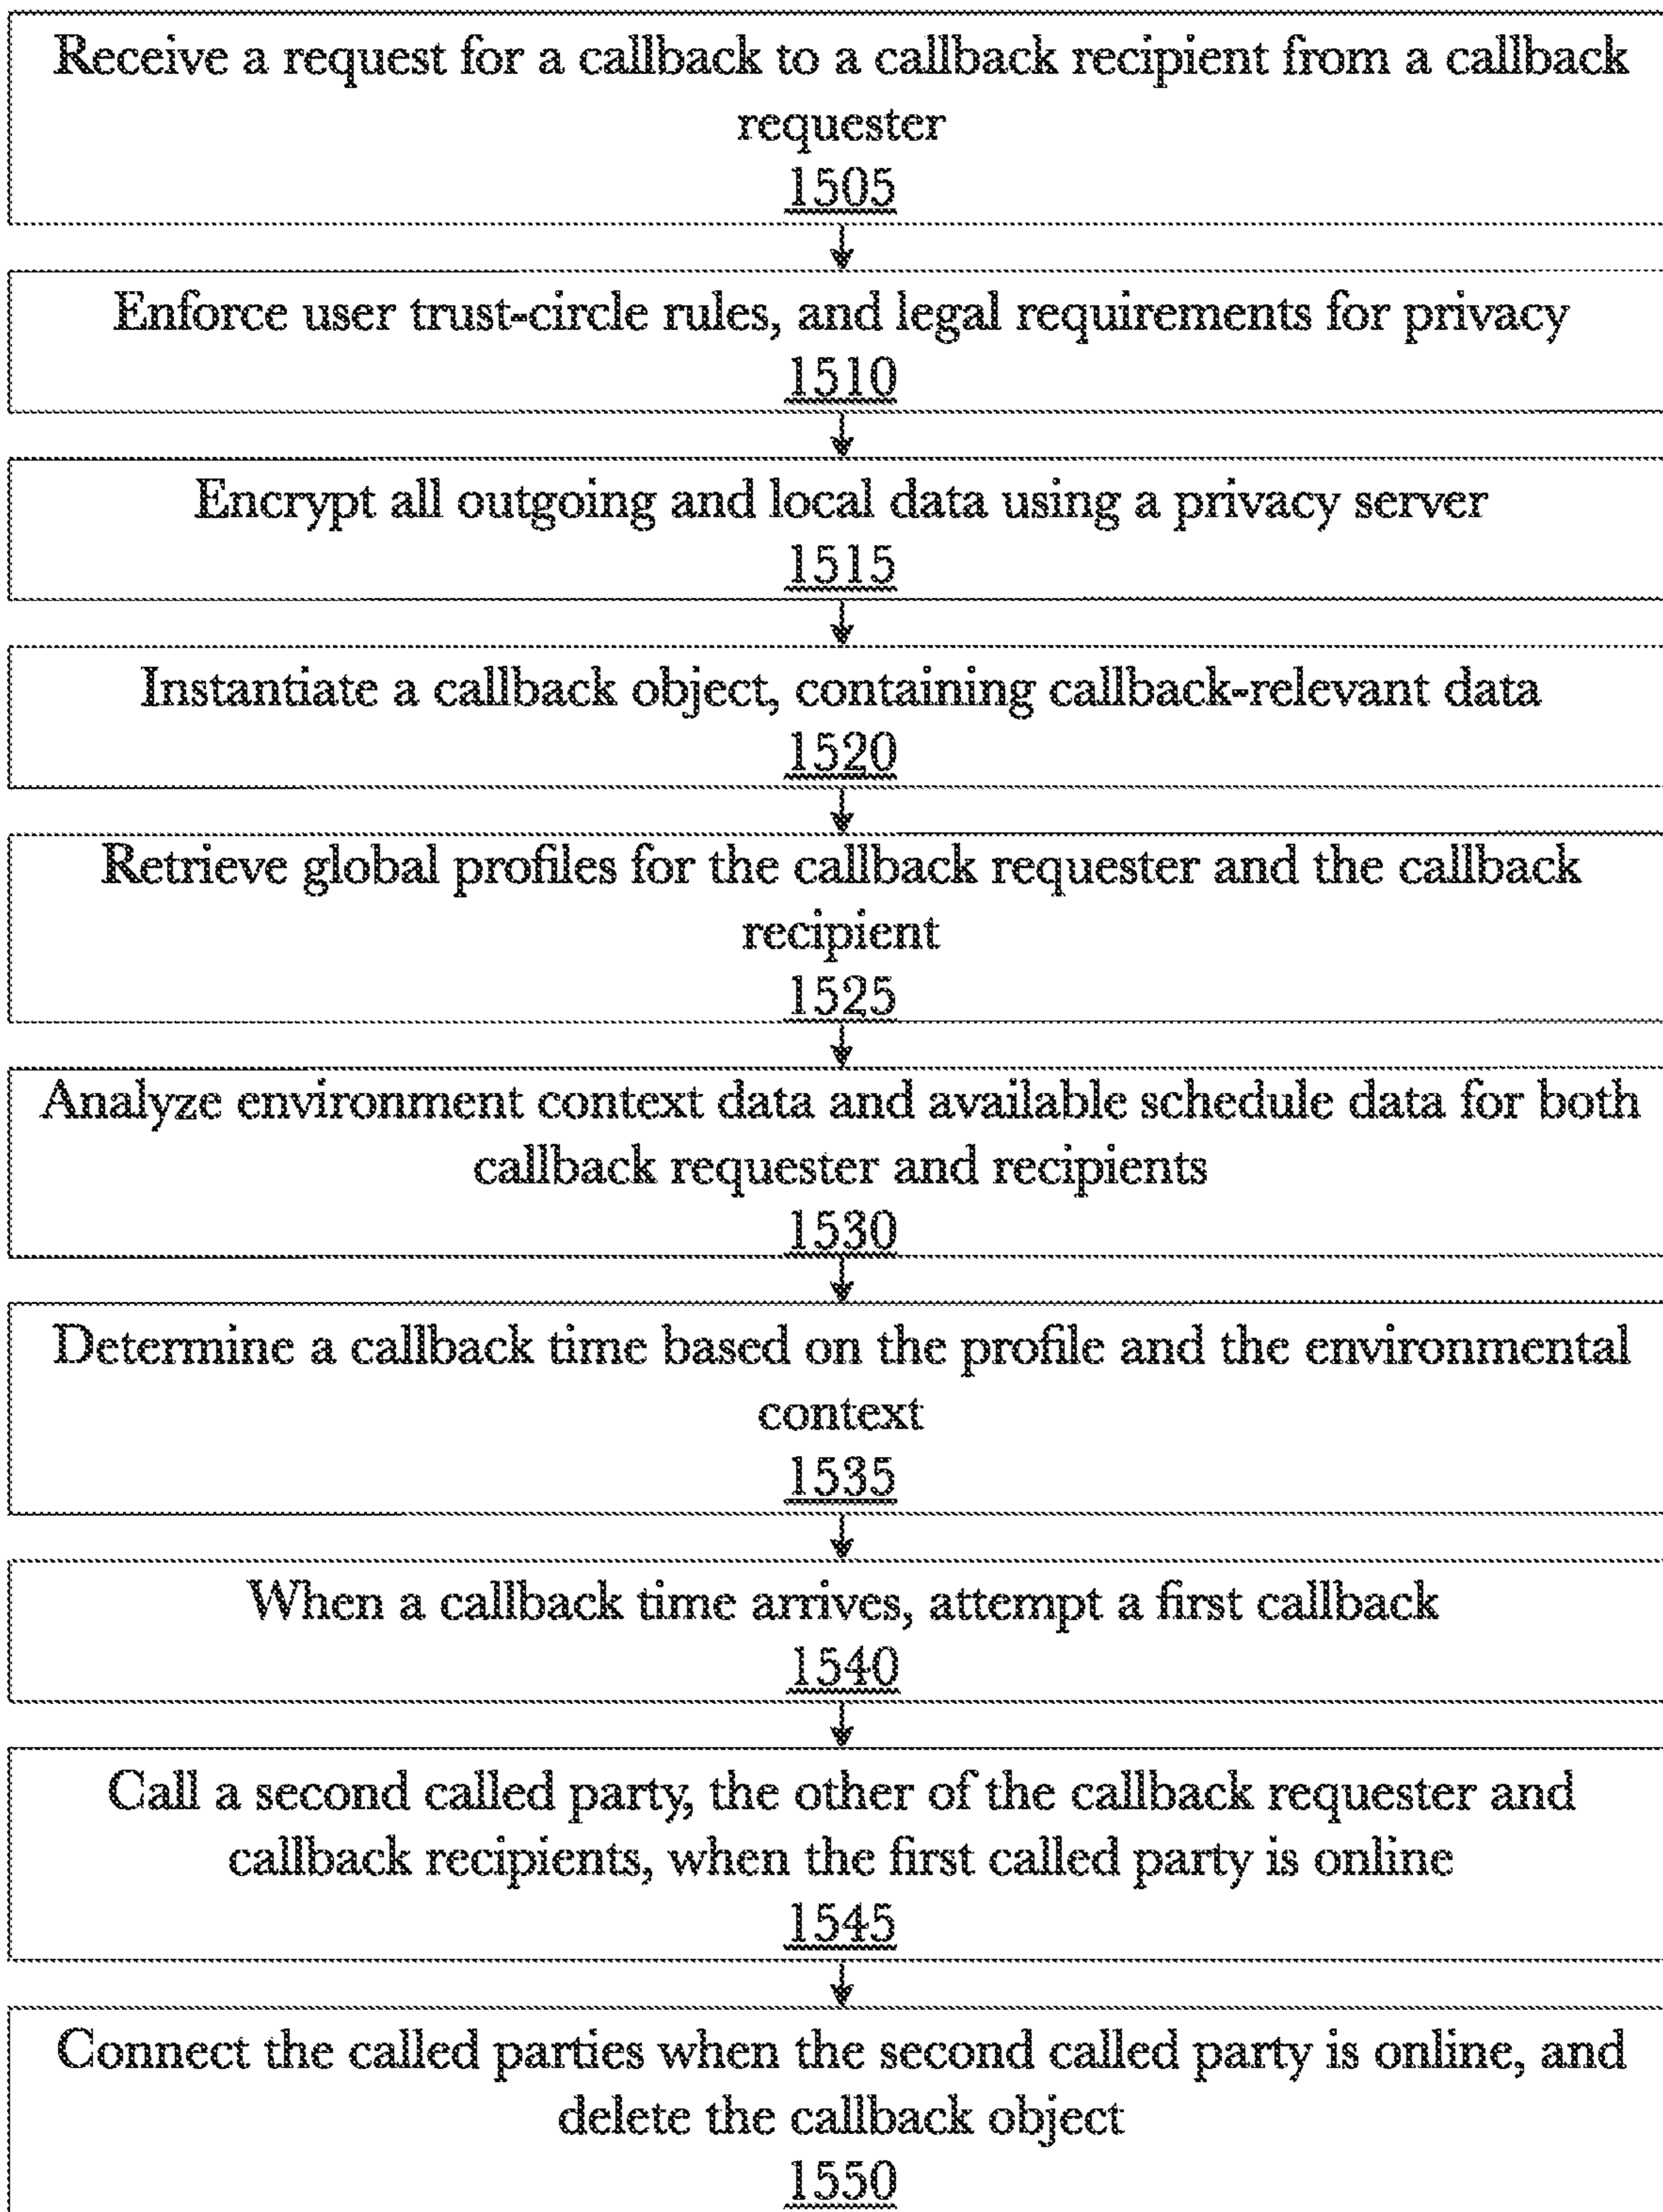 Receive a request for a callback to a callback recipient from a callback
requester
1505
Enforce user trust-circle rules, and legal requirements for privacy
1510
Encrypt all outgoing and local data using a privacy server
1515
Instantiate a callback object, containing callback-relevant data
1520
Retrieve global profiles for the callback requester and the callback
recipient
1525
Analyze environment context data and available schedule data for both
callback requester and recipients
1530
Determine a callback time based on the profile and the environmental
context
1535
When a callback time arrives, attempt a first callback
1540
Call a second called party, the other of the callback requester and
callback recipients, when the first called party is online
1545
Connect the called parties when the second called party is online, and
delete the callback object
1550